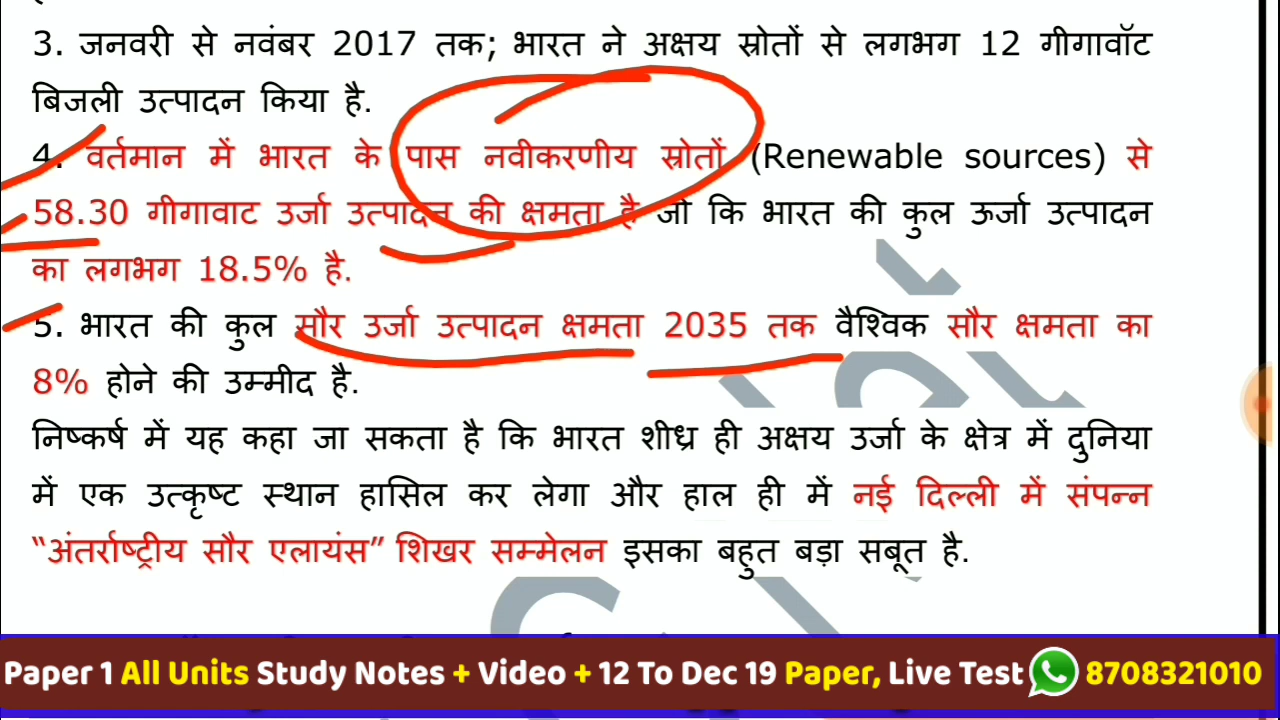 3. जनवरी से नवंबर 2017 तक; भारत ने अक्षय स्रोतों से लगभग 12 गीगावॉट
बिजली उत्पादन किया है.
4. वर्तमान में भारत के पास नवीकरणीय स्रोतों (Renewable sources) से
58.30 गीगावाट उर्जा उत्पादन की क्षमता है जो कि भारत की कुल ऊर्जा उत्पादन
का लगभग 18.5% है.
5. भारत की कुल सौर उर्जा उत्पादन क्षमता 2035 तक वैश्विक सौर क्षमता का
8% होने की उम्मीद है.
निष्कर्ष में यह कहा जा सकता है कि भारत शीध्र ही अक्षय उर्जा के क्षेत्र में दुनिया
में एक उत्कृष्ट स्थान हासिल कर लेगा और हाल ही में नई दिल्ली में संपन्न
“अंतर्राष्ट्रीय सौर एलायंस” शिखर सम्मेलन इसका बहुत बड़ा सबूत है.
Paper 1 All Units Study Notes + Video + 12 To Dec 19 Paper, Live Test 8708321010